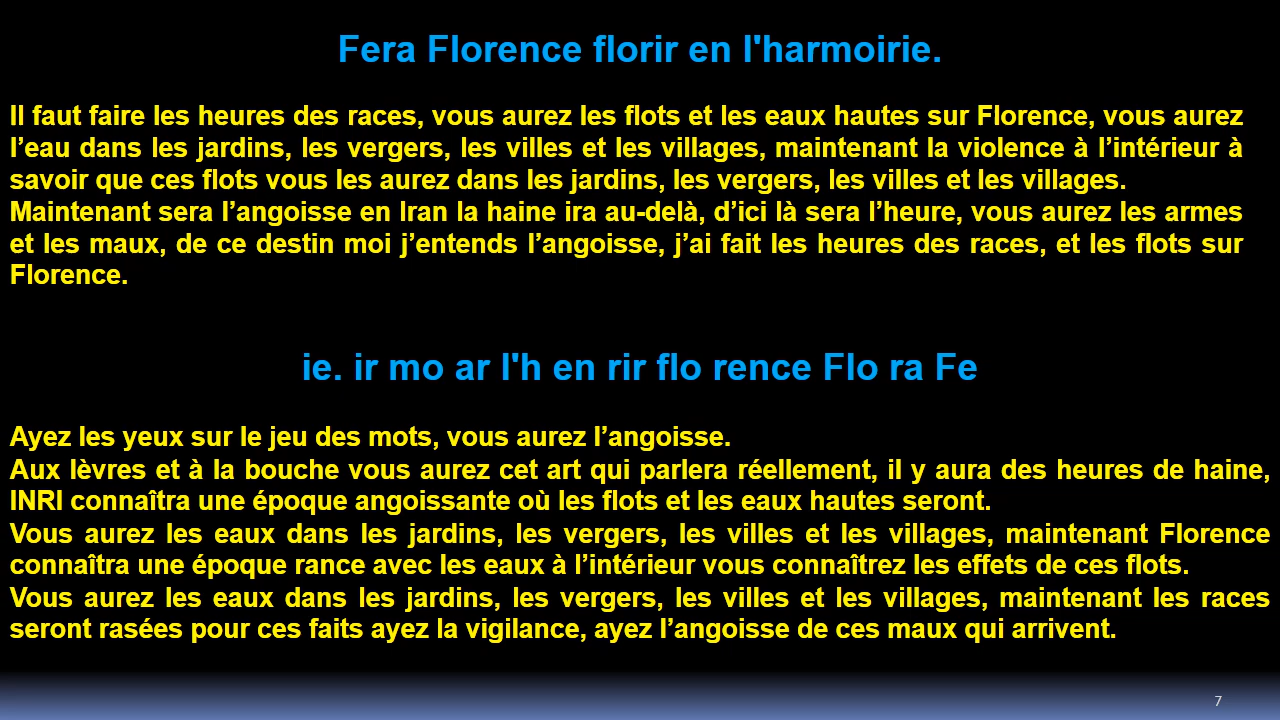 Fera Florence florir en l'harmoirie.
Il faut faire les heures des races, vous aurez les flots et les eaux hautes sur Florence, vous aurez
l’eau dans les jardins, les vergers, les villes et les villages, maintenant la violence à l’intérieur à
savoir que ces flots vous les aurez dans les jardins, les vergers, les villes et les villages.
Maintenant sera l’angoisse en Iran la haine ira au-delà, d’ici là sera l’heure, vous aurez les armes
et les maux, de ce destin moi j’entends l’angoisse, j’ai fait les heures des races, et les flots sur
Florence.
ie. ir mo ar l'h en rir flo rence Flo ra Fe
Ayez les yeux sur le jeu des mots, vous aurez l’angoisse.
Aux lèvres et à la bouche vous aurez cet art qui parlera réellement, il y aura des heures de haine,
INRI connaîtra une époque angoissante où les flots et les eaux hautes seront.
Vous aurez les eaux dans les jardins, les vergers, les villes et les villages, maintenant Florence
connaîtra une époque rance avec les eaux à l’intérieur vous connaîtrez les effets de ces flots.
Vous aurez les eaux dans les jardins, les vergers, les villes et les villages, maintenant les races
seront rasées pour ces faits ayez la vigilance, ayez l’angoisse de ces maux qui arrivent.
7